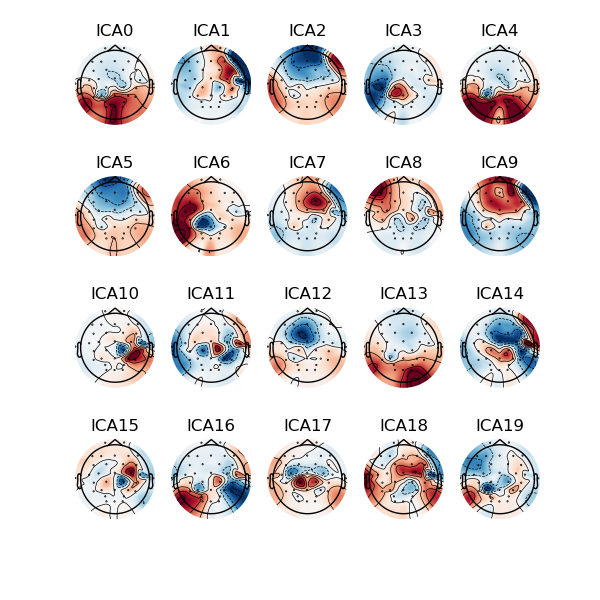 ICA0 ICA1 ICA2 ICA3 ICA4
ICA5 ICA6 ICA7 ICA8 ICA9
ICA10 ICA11 ICA12 ICA13 ICA14
ICA15 ICA16 ICA17 ICA18 ICA19